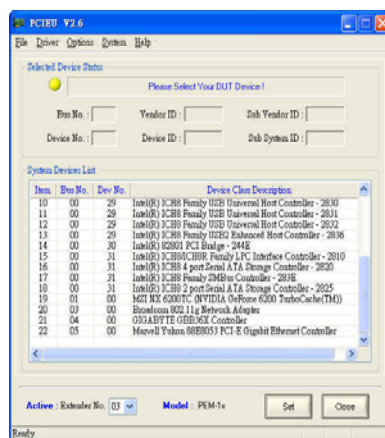 PCIEU V2.6
File Driver Options System Help
Selected Device Status
Please Select Your DUT Device !
Bus No. : Vendor ID : Sub Vendor ID :
Device No. : Device ID : Sub System ID :
System Devices List
Item Bus No. Dev No. Device Class Description
10 00 29 Intel(R) ICH8 Family USB Universal Host Controller - 2830
11 00 29 Intel(R) ICH8 Family USB Universal Host Controller - 2831
12 00 29 Intel(R) ICH8 Family USB Universal Host Controller - 2832
13 00 29 Intel(R) ICH8 Family USB2 Enhanced Host Controller - 2836
14 00 30 Intel(R) 82801 PCI Bridge - 244E
15 00 31 Intel(R) ICH8/ICH8R Family LPC Interface Controller - 2810
16 00 31 Intel(R) ICH8 4 port Serial ATA Storage Controller - 2820
17 00 31 Intel(R) ICH8 Family SMBus Controller - 283E
18 00 31 Intel(R) ICH8 2 port Serial ATA Storage Controller - 2825
19 01 00 MSI NX 6200TC (NVIDIA GeForce 6200 TurboCache(TM))
20 03 00 Broadcom 802.11g Network Adapter
21 04 00 GIGABYTE GBB36X Controller
22 05 00 Marvell Yukon 88E8053 PCI-E Gigabit Ethernet Controller
Active : Extender No. 03 Model : PEM-1x Set Close
Ready